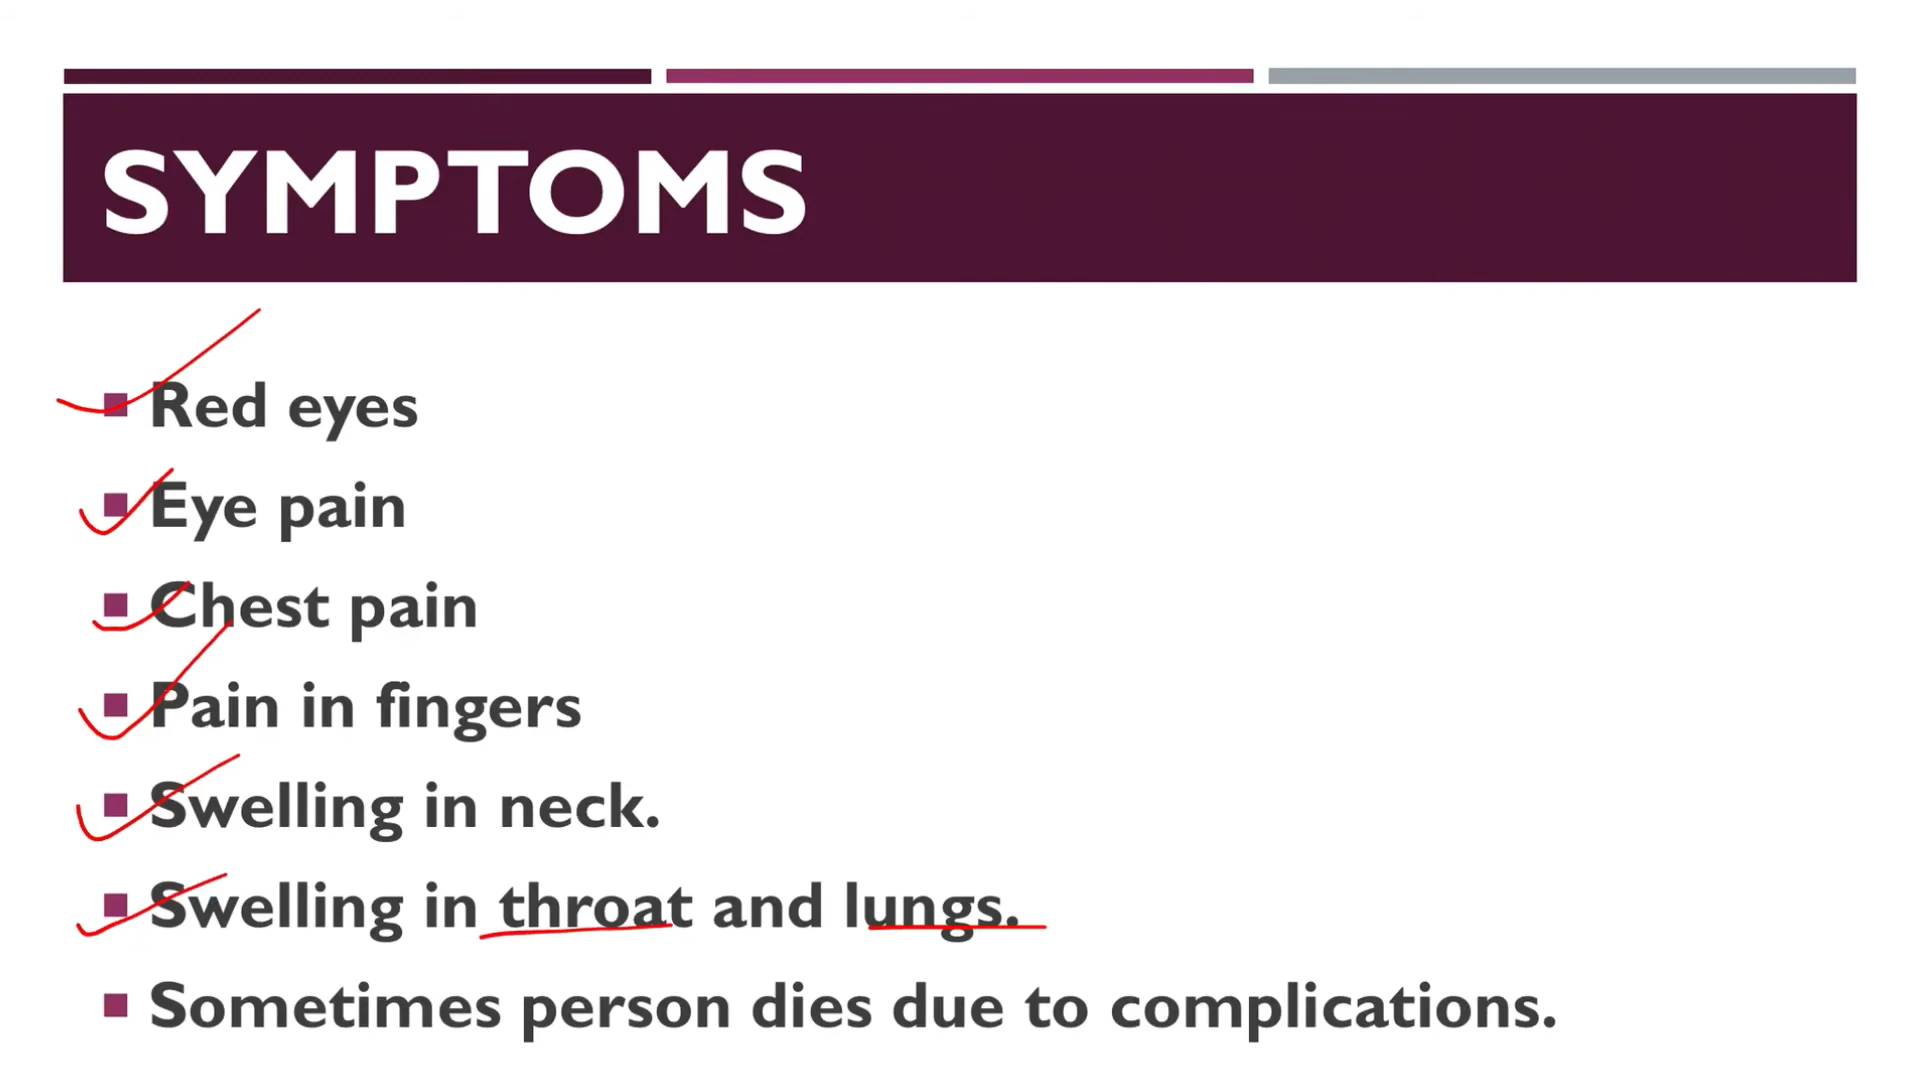 SYMPTOMS
Red eyes
Eye pain
Chest pain
Pain in fingers
Swelling in neck.
Swelling in throat and lungs.
Sometimes person dies due to complications.